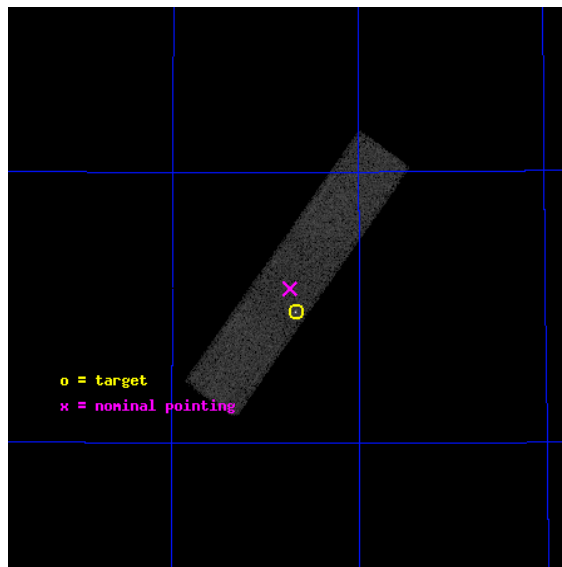 o = target
x = nominal pointing